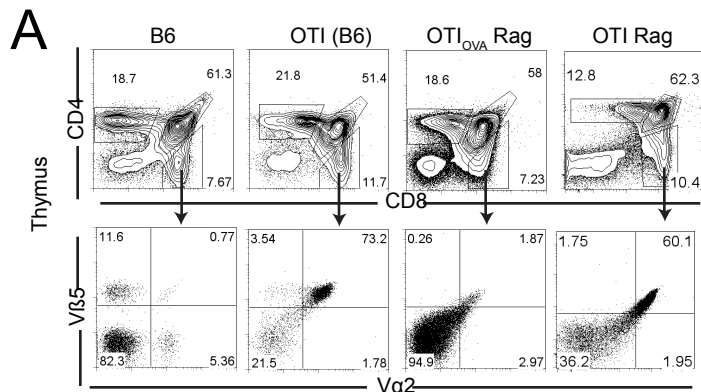 A
B6 OTI (B6) OTIOVA Rag OTI Rag
18.7 61.3 21.8 51.4 18.6 58 12.8 62.3
CD4
Thymus
7.67 11.7 7.23 10.4
CD8
11.6 0.77 3.54 73.2 0.26 1.87 1.75 60.1
Vß5
82.3 5.36 21.5 1.78 94.9 2.97 36.2 1.95
Vα2